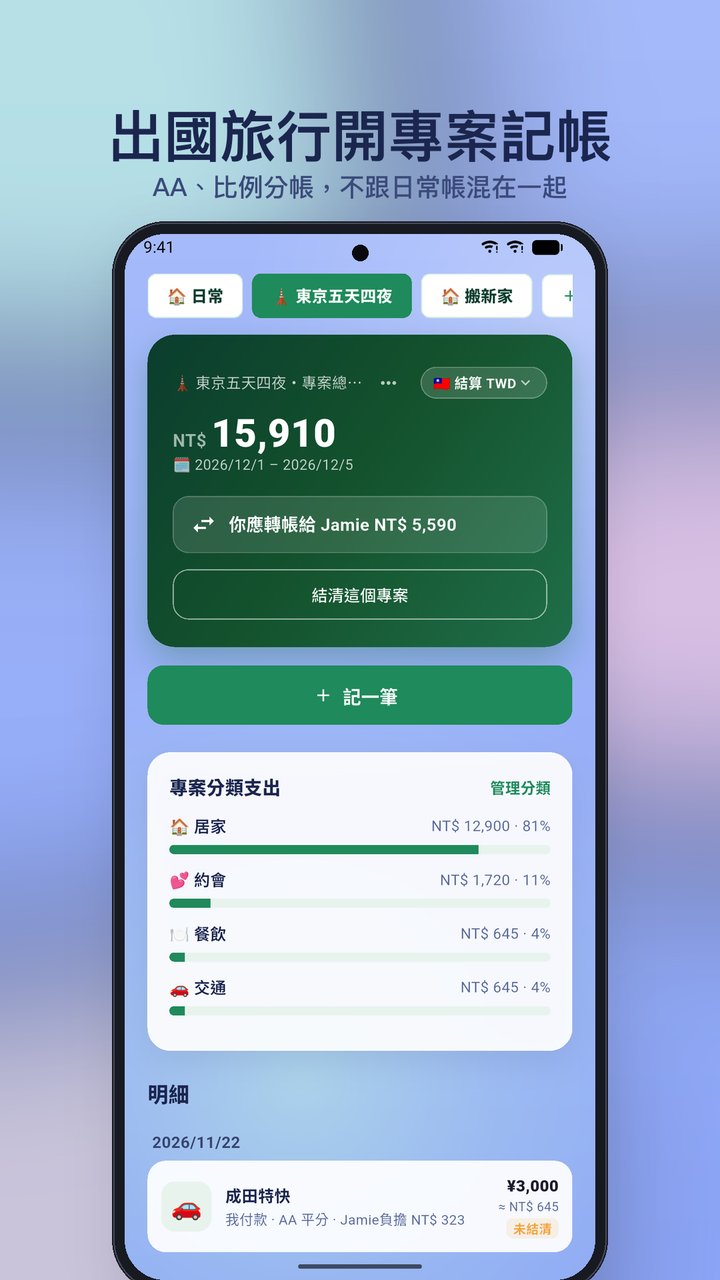 出國旅行開專案記帳
AA、比例分帳，不跟日常帳混在一起
9:41
日常
東京五天四夜
搬新家
+
東京五天四夜・專案總… •••
結算 TWD
NT$ 15,910
2026/12/1 – 2026/12/5
你應轉帳給 Jamie NT$ 5,590
結清這個專案
+ 記一筆
專案分類支出
管理分類
居家 NT$ 12,900 · 81%
約會 NT$ 1,720 · 11%
餐飲 NT$ 645 · 4%
交通 NT$ 645 · 4%
明細
2026/11/22
成田特快
¥3,000
我付款 · AA 平分 · Jamie負擔 NT$ 323
≈ NT$ 645
未結清